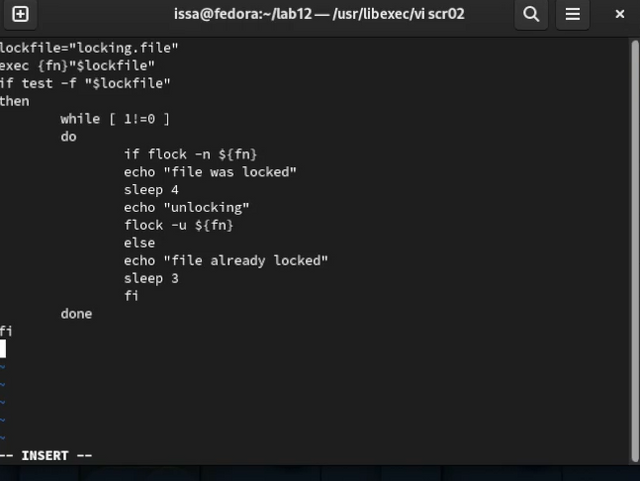 issa@fedora:~/lab12 — /usr/libexec/vi scr02
lockfile="locking.file"
exec {fn}"$lockfile"
if test -f "$lockfile"
then
while [ 1!=0 ]
do
if flock -n ${fn}
echo "file was locked"
sleep 4
echo "unlocking"
flock -u ${fn}
else
echo "file already locked"
sleep 3
fi
done
fi
~
~
~
~
~
-- INSERT --